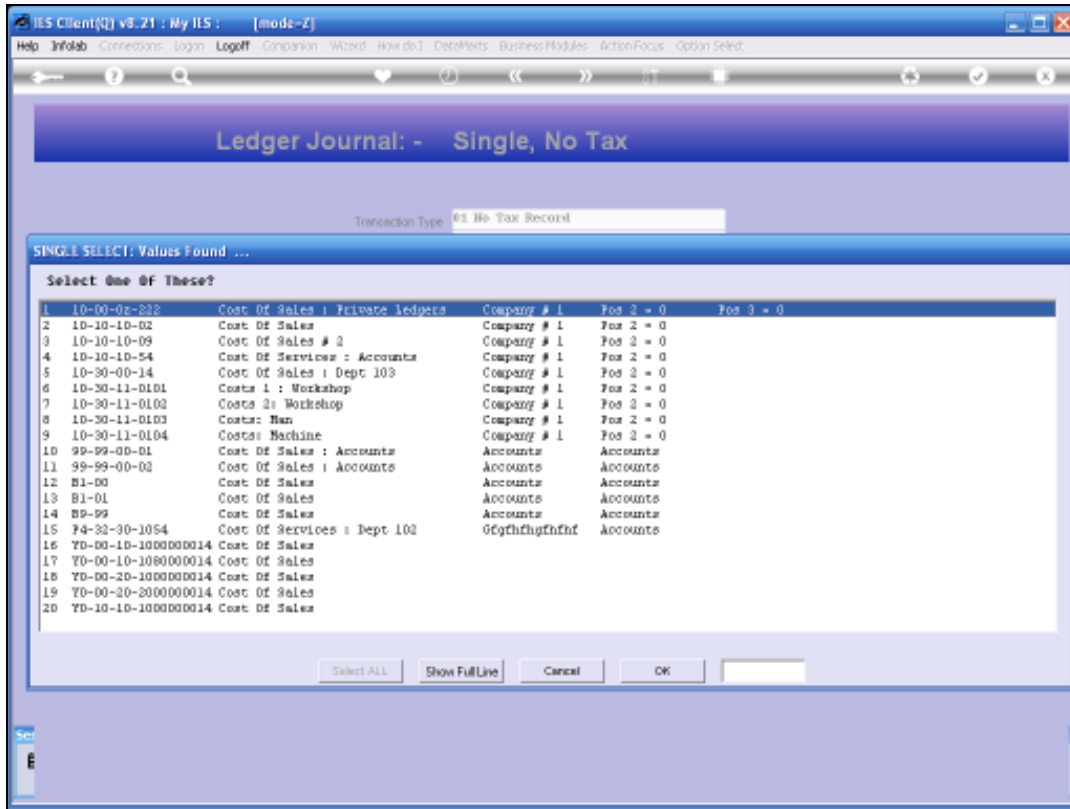 IES Client(Q) v8.21 : My IES : [mode=Z]
Help Infolab Connections Logon Logoff Companion Wizard How do I DataMarts Business Modules Action Focus Option Select
Ledger Journal: - Single, No Tax
Transaction Type 01 No Tax Record
SINGLE SELECT: Values Found ...
Select One Of These?
1 10-00-0z-222 Cost Of Sales : Private ledgers Company # 1 Pos 2 = 0 Pos 3 = 0
2 10-10-10-02 Cost Of Sales Company # 1 Pos 2 = 0
3 10-10-10-09 Cost Of Sales # 2 Company # 1 Pos 2 = 0
4 10-10-10-54 Cost Of Services : Accounts Company # 1 Pos 2 = 0
5 10-30-00-14 Cost Of Sales : Dept 103 Company # 1 Pos 2 = 0
6 10-30-11-0101 Costs 1 : Workshop Company # 1 Pos 2 = 0
7 10-30-11-0102 Costs 2: Workshop Company # 1 Pos 2 = 0
8 10-30-11-0103 Costs: Man Company # 1 Pos 2 = 0
9 10-30-11-0104 Costs: Machine Company # 1 Pos 2 = 0
10 99-99-00-01 Cost Of Sales : Accounts Accounts Accounts
11 99-99-00-02 Cost Of Sales : Accounts Accounts Accounts
12 B1-00 Cost Of Sales Accounts Accounts
13 B1-01 Cost Of Sales Accounts Accounts
14 B9-99 Cost Of Sales Accounts Accounts
15 P4-32-30-1054 Cost Of Services : Dept 102 Gfgfhfhgfhfhf Accounts
16 Y0-00-10-1000000014 Cost Of Sales
17 Y0-00-10-1080000014 Cost Of Sales
18 Y0-00-20-1000000014 Cost Of Sales
19 Y0-00-20-2000000014 Cost Of Sales
20 Y0-10-10-1000000014 Cost Of Sales
Select ALL Show Full Line Cancel OK